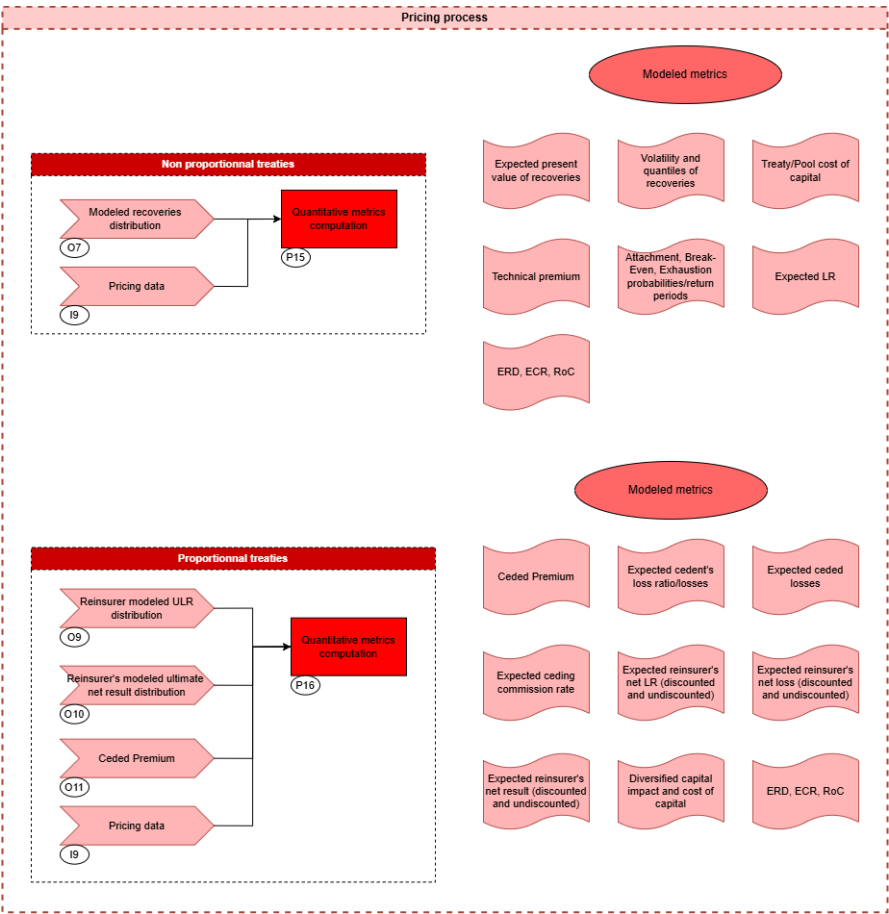 Pricing process
Modeled metrics
Non proportionnal treaties
Modeled recoveries
distribution
O7
Pricing data
I9
Quantitative metrics
computation
P15
Expected present
value of recoveries
Volatility and
quantiles of
recoveries
Treaty/Pool cost of
capital
Technical premium
Attachment, Break-
Even, Exhaustion
probabilities/return
periods
Expected LR
ERD, ECR, RoC
Modeled metrics
Proportionnal treaties
Reinsurer modeled ULR
distribution
O9
Reinsurer's modeled ultimate
net result distribution
O10
Ceded Premium
O11
Pricing data
I9
Quantitative metrics
computation
P16
Ceded Premium
Expected cedent's
loss ratio/losses
Expected ceded
losses
Expected ceding
commission rate
Expected reinsurer's
net LR (discounted
and undiscounted)
Expected reinsurer's
net loss (discounted
and undiscounted)
Expected reinsurer's
net result (discounted
and undiscounted)
Diversified capital
impact and cost of
capital
ERD, ECR, RoC